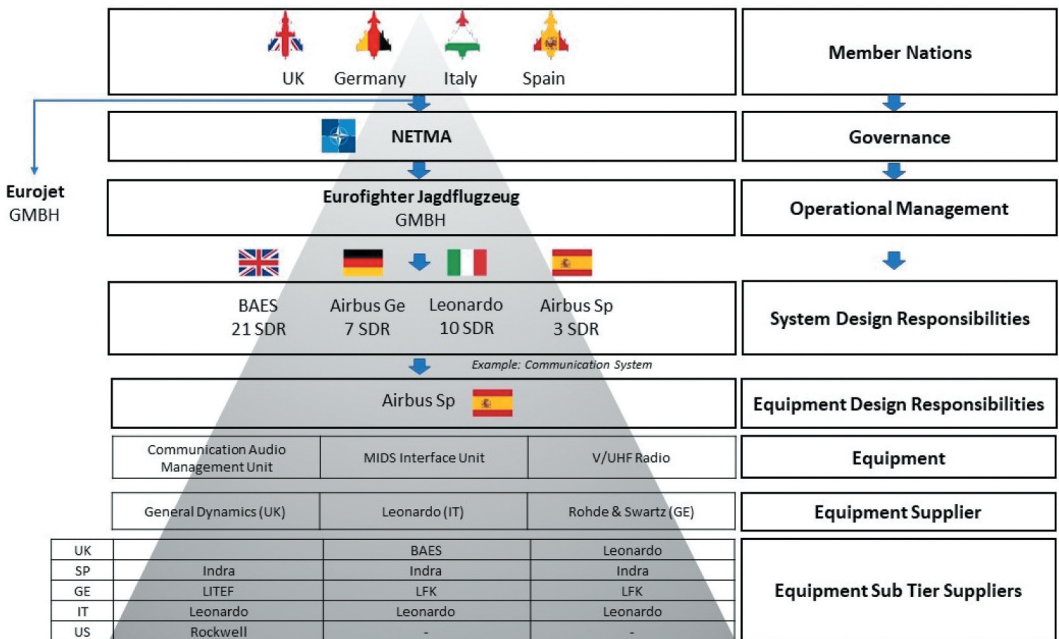 UK Germany Italy Spain
Member Nations
NETMA
Governance
Eurojet
GMBH
Eurofighter Jagdflugzeug
GMBH
Operational Management
BAES Airbus Ge Leonardo Airbus Sp
21 SDR 7 SDR 10 SDR 3 SDR
System Design Responsibilities
Example: Communication System
Airbus Sp
Equipment Design Responsibilities
Communication Audio
Management Unit
MIDS Interface Unit
V/UHF Radio
Equipment
General Dynamics (UK) Leonardo (IT) Rohde & Swartz (GE)
Equipment Supplier
UK BAES Leonardo
SP Indra Indra Indra
GE LITEF LFK LFK
IT Leonardo Leonardo Leonardo
US Rockwell - -
Equipment Sub Tier Suppliers